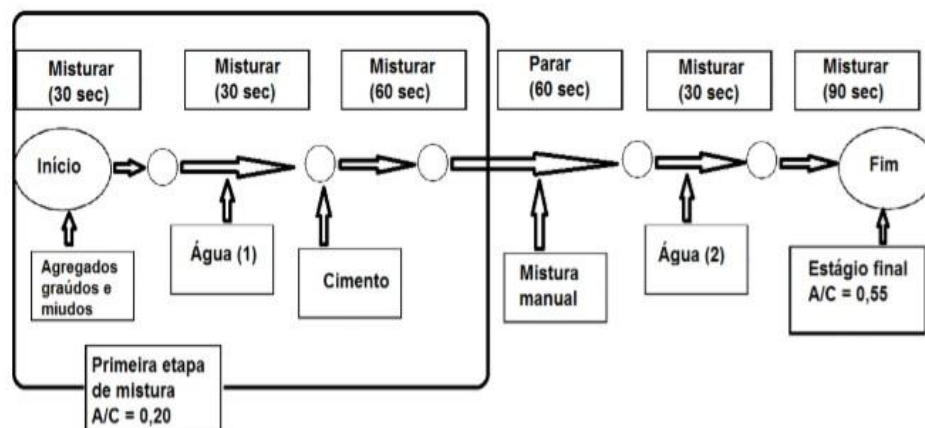 Misturar
(30 sec)
Misturar
(30 sec)
Misturar
(60 sec)
Parar
(60 sec)
Misturar
(30 sec)
Misturar
(90 sec)
Início
Fim
Agregados
graúdos e
miudos
Água (1)
Cimento
Mistura
manual
Água (2)
Estágio final
A/C = 0,55
Primeira etapa
de mistura
A/C = 0,20